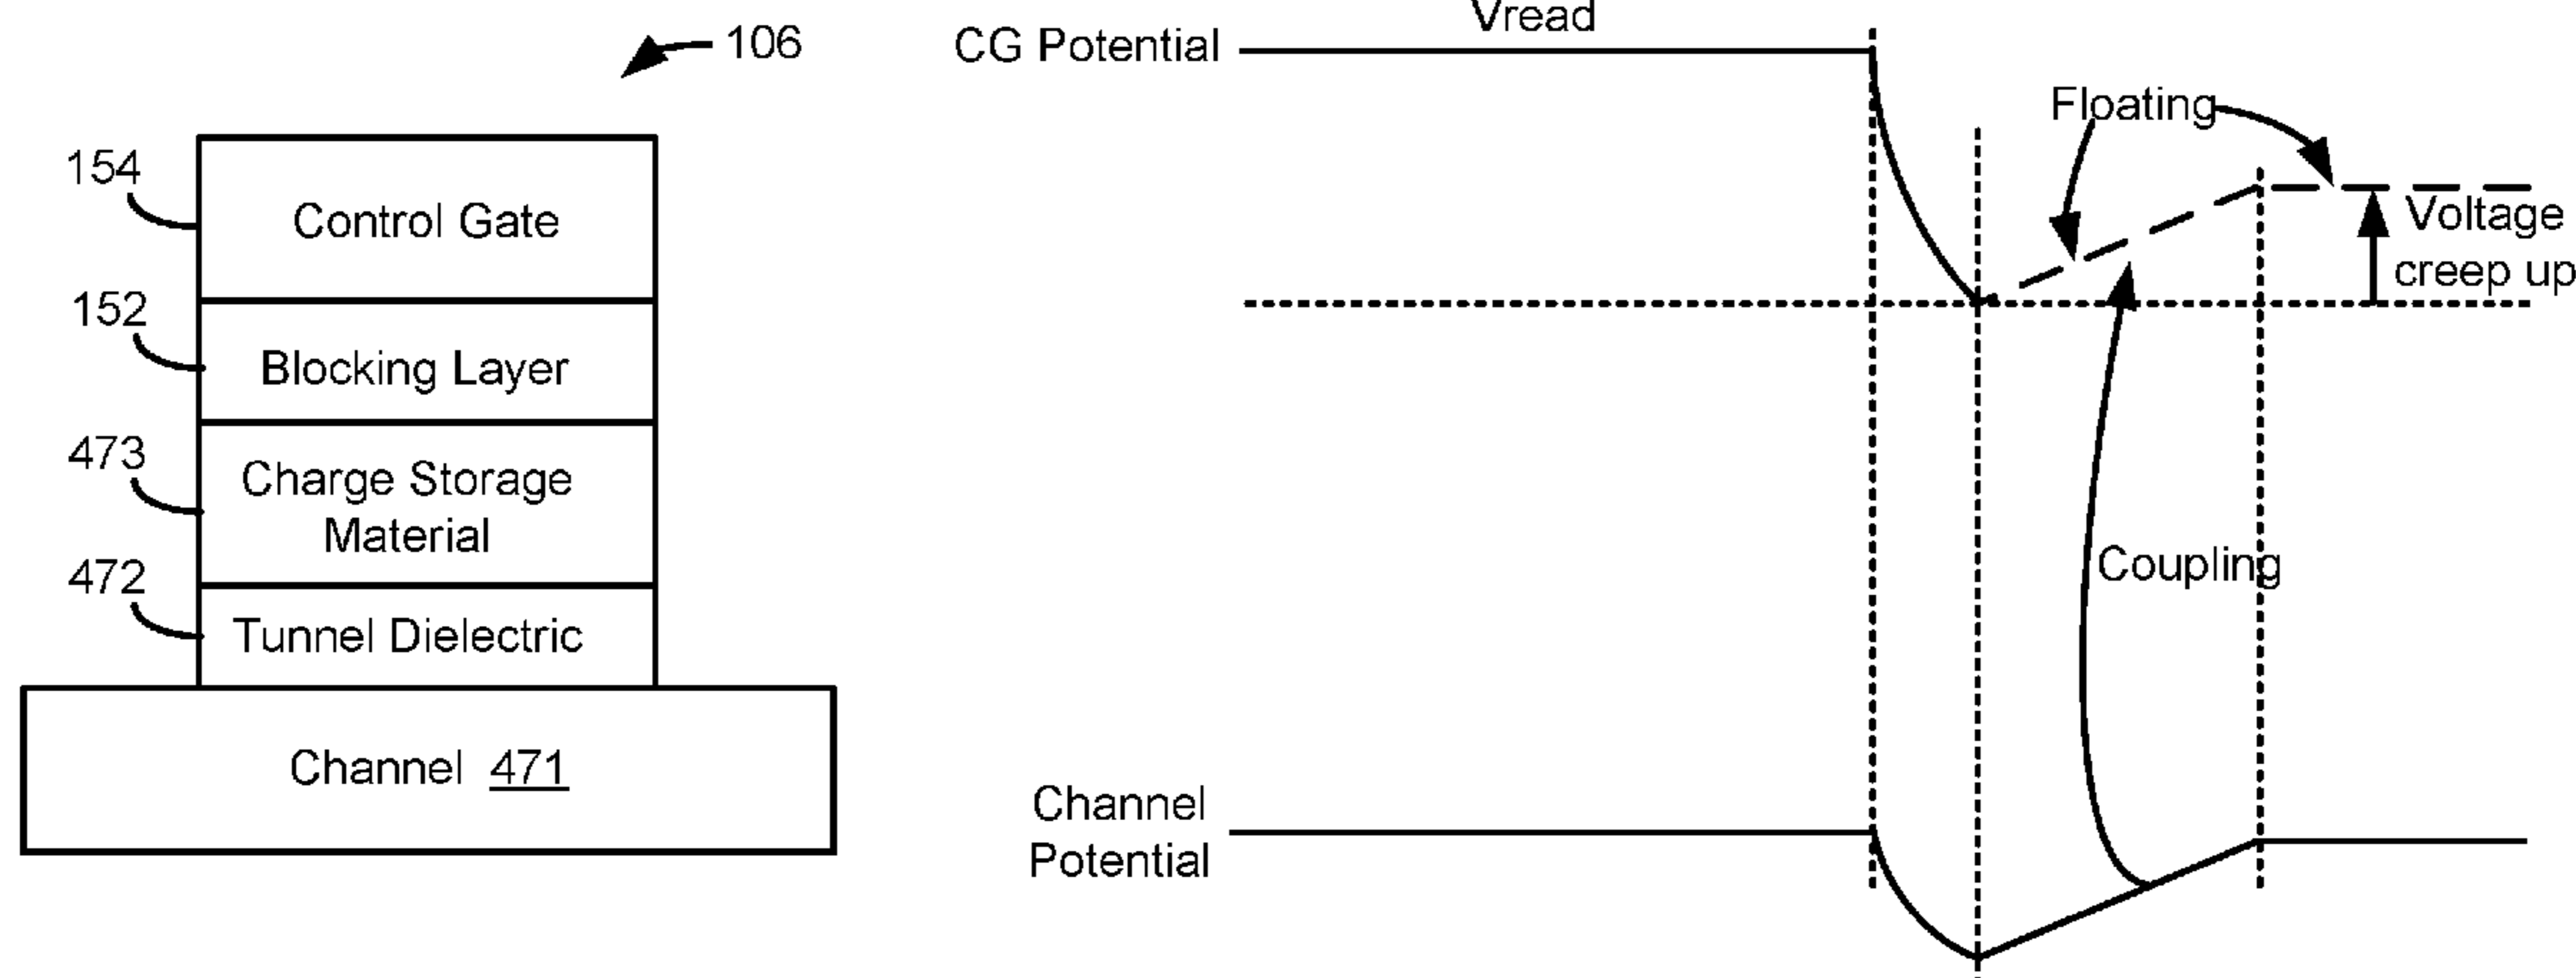 106
154
Control Gate
152
Blocking Layer
473
Charge Storage
Material
472
Tunnel Dielectric
Channel 471
Vread
CG Potential
Floating
Voltage
creep up
Coupling
Channel
Potential